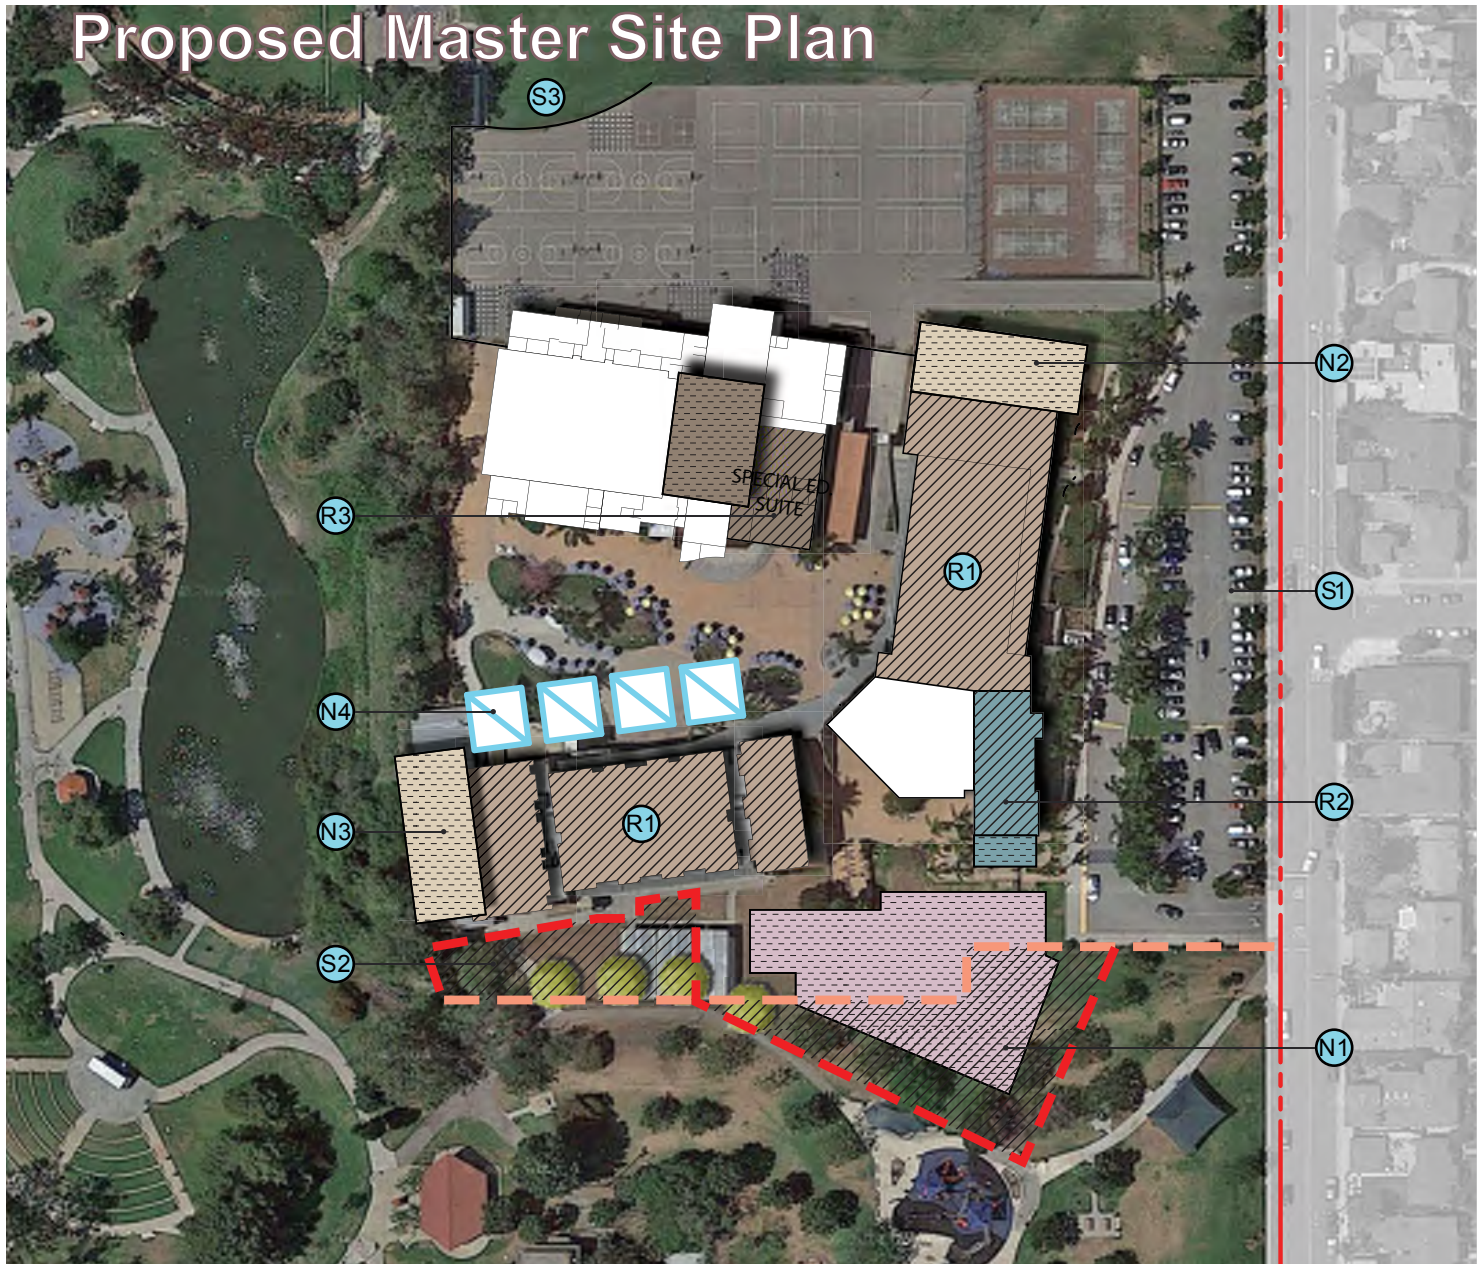 Proposed Master Site Plan
S3
N2
SPECIAL ED
SUITE
R3
R1
S1
N4
R2
N3
R1
S2
N1